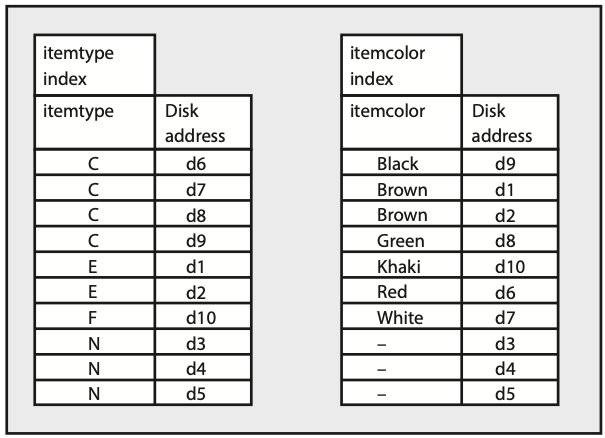 itemtype index
itemtype Disk address
C d6
C d7
C d8
C d9
E d1
E d2
F d10
N d3
N d4
N d5
itemcolor index
itemcolor Disk address
Black d9
Brown d1
Brown d2
Green d8
Khaki d10
Red d6
White d7
– d3
– d4
– d5